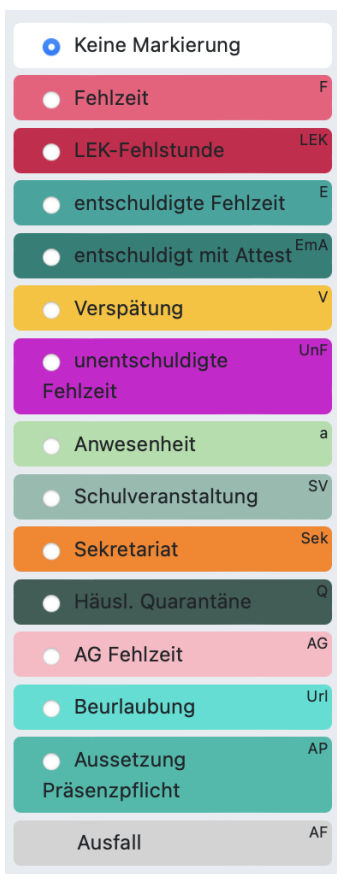 Keine Markierung
Fehlzeit F
LEK-Fehlstunde LEK
entschuldigte Fehlzeit E
entschuldigt mit Attest EmA
Verspätung V
unentschuldigte UnF
Fehlzeit
Anwesenheit a
Schulveranstaltung SV
Sekretariat Sek
Häusl. Quarantäne Q
AG Fehlzeit AG
Beurlaubung Url
Aussetzung AP
Präsenzpflicht
Ausfall AF